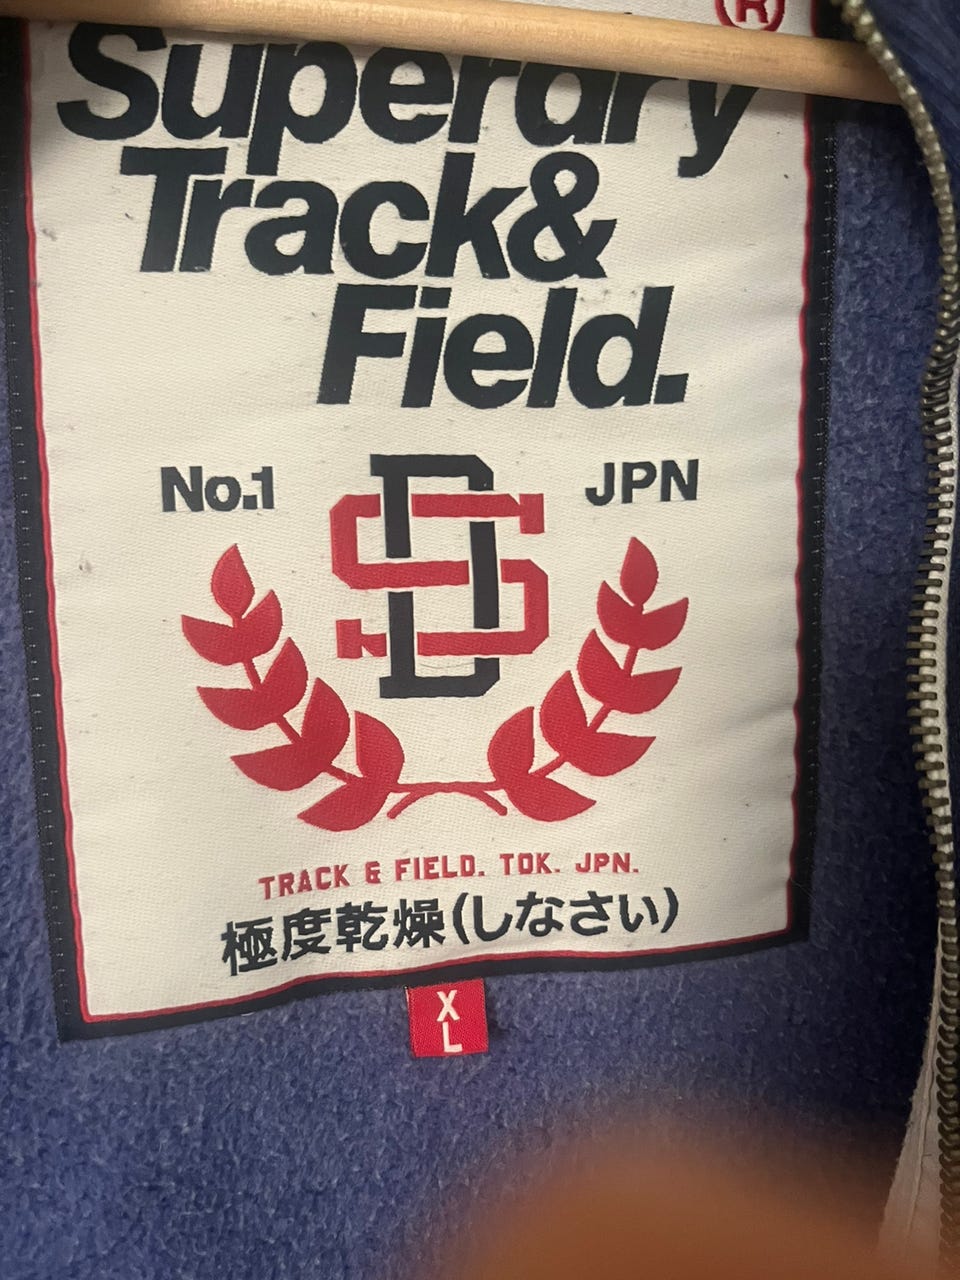 ®
Superdry
Track&
Field.
No.1 JPN
SD
TRACK & FIELD. TOK. JPN.
極度乾燥(しなさい)
XL